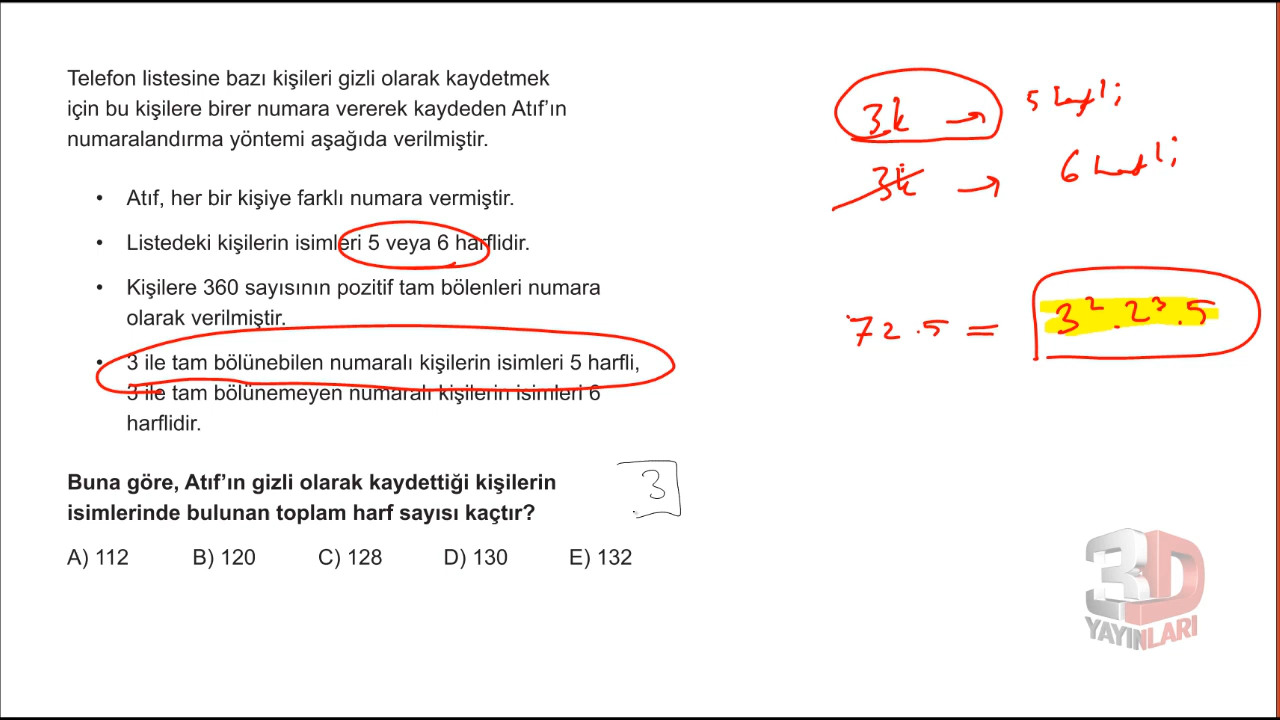 Telefon listesine bazı kişileri gizli olarak kaydetmek
için bu kişilere birer numara vererek kaydeden Atıf’ın
numaralandırma yöntemi aşağıda verilmiştir.
• Atıf, her bir kişiye farklı numara vermiştir.
• Listedeki kişilerin isimleri 5 veya 6 harflidir.
• Kişilere 360 sayısının pozitif tam bölenleri numara
olarak verilmiştir.
• 3 ile tam bölünebilen numaralı kişilerin isimleri 5 harfli,
3 ile tam bölünemeyen numaralı kişilerin isimleri 6
harflidir.
Buna göre, Atıf’ın gizli olarak kaydettiği kişilerin
isimlerinde bulunan toplam harf sayısı kaçtır?
A) 112 B) 120 C) 128 D) 130 E) 132
3
3k → 5 harfli
3k → 6 harfli
72.5 = 3².2³.5
3D
YAYINLARI